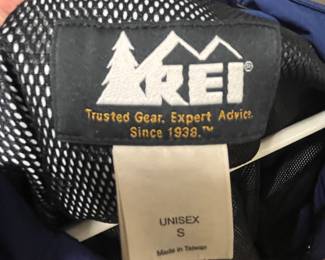 REI®
Trusted Gear. Expert Advice.
Since 1938.™
UNISEX
S
Made in Taiwan